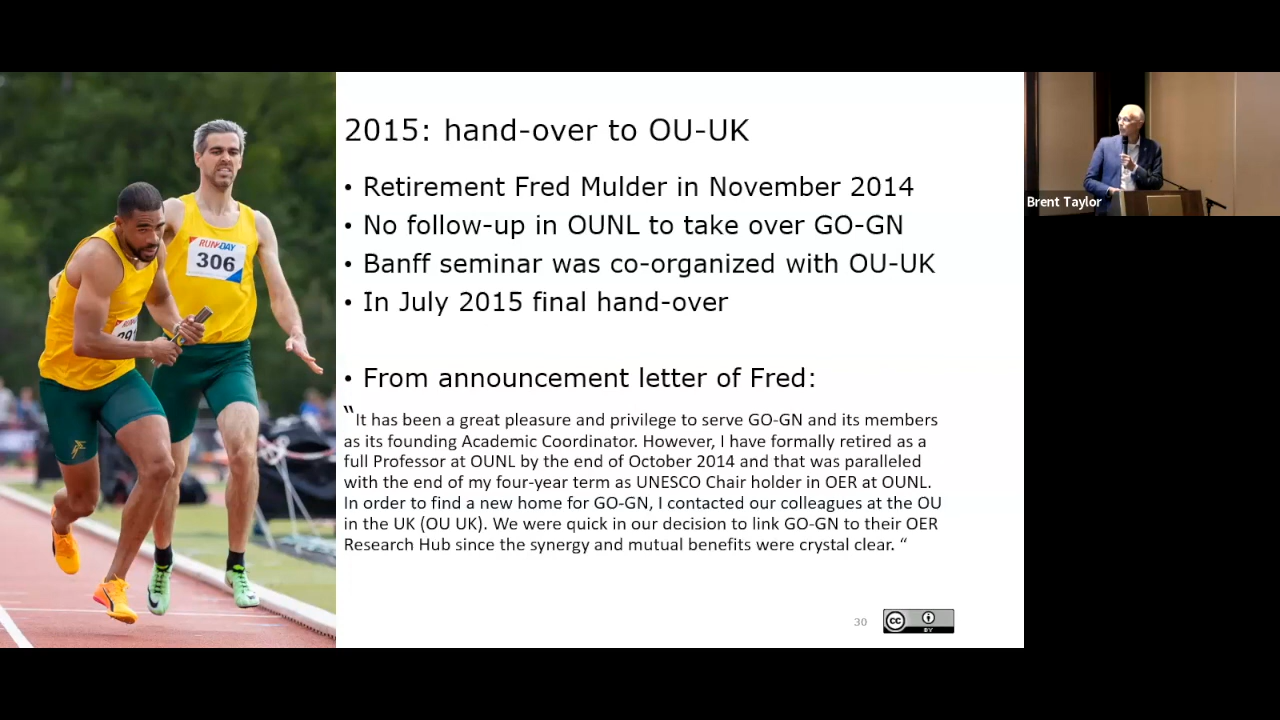 2015: hand-over to OU-UK
• Retirement Fred Mulder in November 2014
• No follow-up in OUNL to take over GO-GN
• Banff seminar was co-organized with OU-UK
• In July 2015 final hand-over
• From announcement letter of Fred:
“It has been a great pleasure and privilege to serve GO-GN and its members
as its founding Academic Coordinator. However, I have formally retired as a
full Professor at OUNL by the end of October 2014 and that was paralleled
with the end of my four-year term as UNESCO Chair holder in OER at OUNL.
In order to find a new home for GO-GN, I contacted our colleagues at the OU
in the UK (OU UK). We were quick in our decision to link GO-GN to their OER
Research Hub since the synergy and mutual benefits were crystal clear. “
30
cc
BY
RUN2DAY
306
Brent Taylor